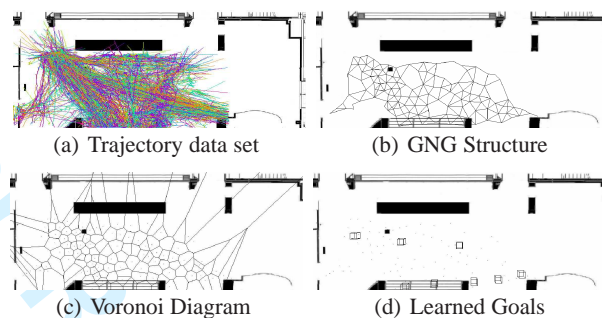 (a) Trajectory data set
(b) GNG Structure
(c) Voronoi Diagram
(d) Learned Goals